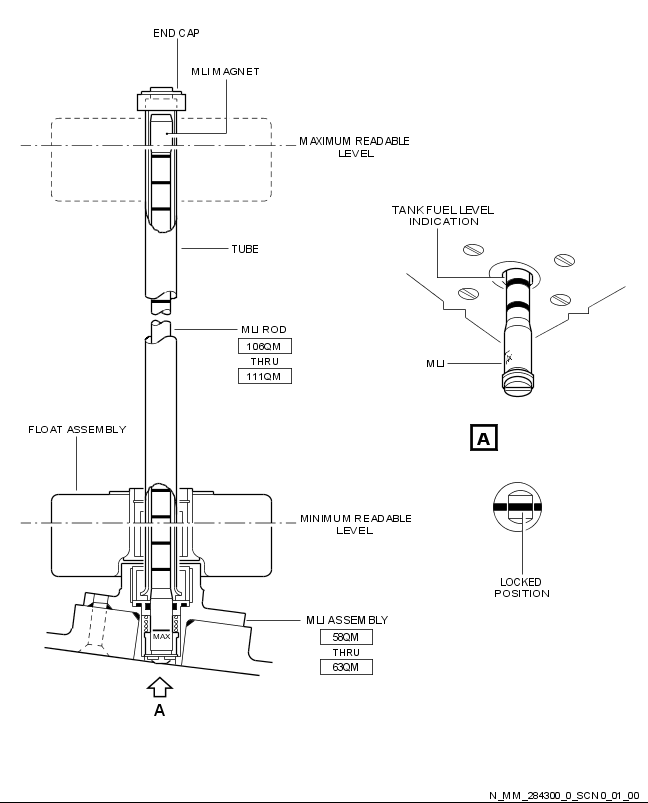 END CAP
MLI MAGNET
MAXIMUM READABLE
LEVEL
TUBE
MLI ROD
106QM
THRU
111QM
FLOAT ASSEMBLY
MINIMUM READABLE
LEVEL
MLI ASSEMBLY
58QM
THRU
63QM
MAX
A
TANK FUEL LEVEL
INDICATION
MLI
A
LOCKED
POSITION
N_MM_284300_0_SCN0_01_00